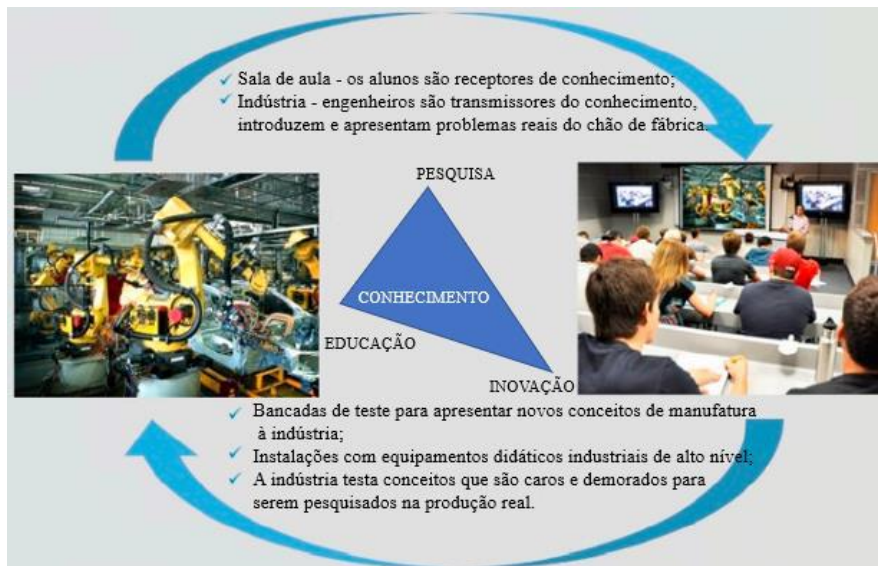 ✓ Sala de aula - os alunos são receptores de conhecimento;
✓ Indústria - engenheiros são transmissores do conhecimento,
introduzem e apresentam problemas reais do chão de fábrica.
PESQUISA
CONHECIMENTO
EDUCAÇÃO
INOVAÇÃO
✓ Bancadas de teste para apresentar novos conceitos de manufatura
à indústria;
✓ Instalações com equipamentos didáticos industriais de alto nível;
✓ A indústria testa conceitos que são caros e demorados para
serem pesquisados na produção real.